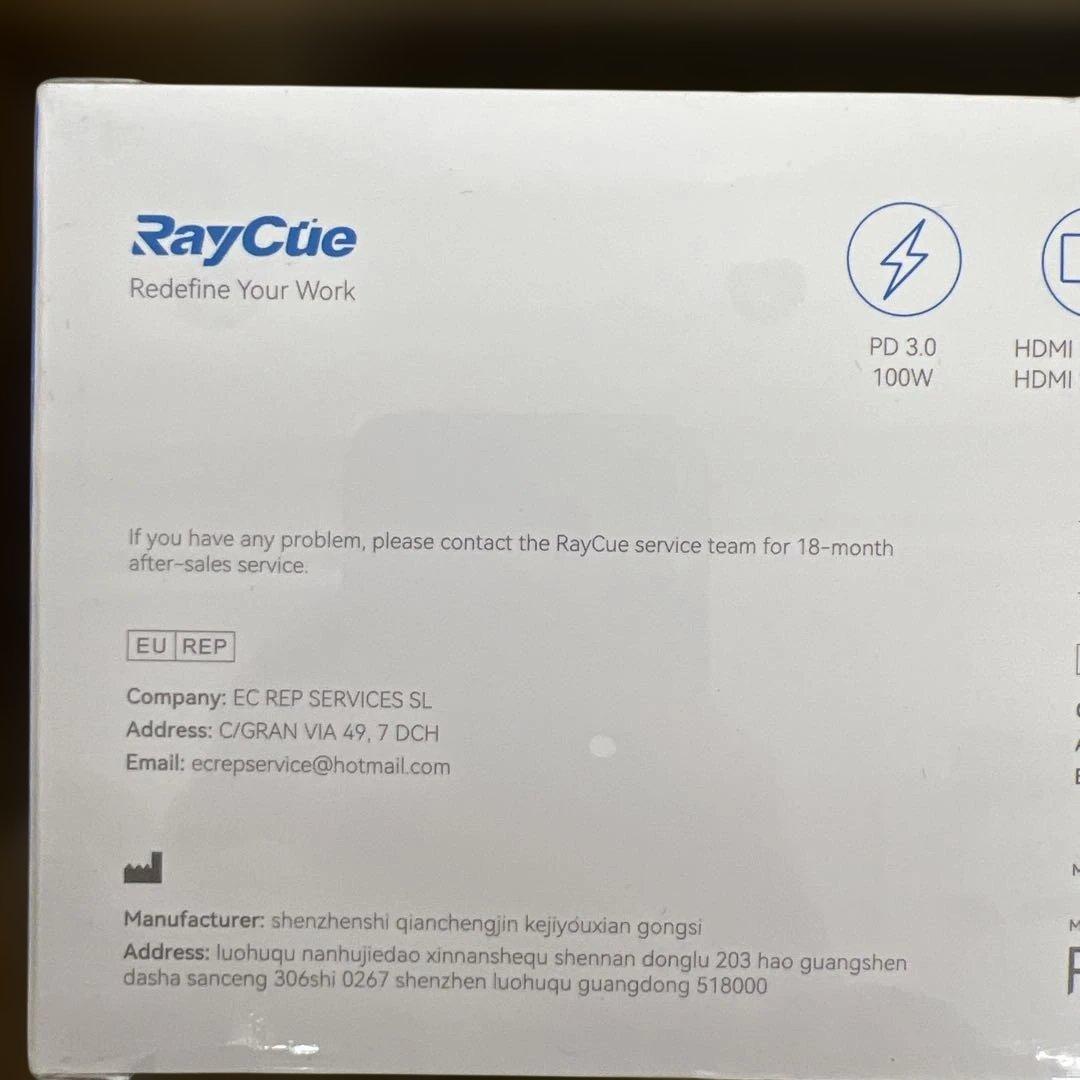 RayCue
Redefine Your Work
PD 3.0
100W
HDMI
HDMI
If you have any problem, please contact the RayCue service team for 18-month
after-sales service.
EU REP
Company: EC REP SERVICES SL
Address: C/GRAN VIA 49, 7 DCH
Email: ecrepservice@hotmail.com
Manufacturer: shenzhenshi qianchengjin kejiyouxian gongsi
Address: luohuqu nanhujiedao xinnanshequ shennan donglu 203 hao guangshen
dasha sanceng 306shi 0267 shenzhen luohuqu guangdong 518000